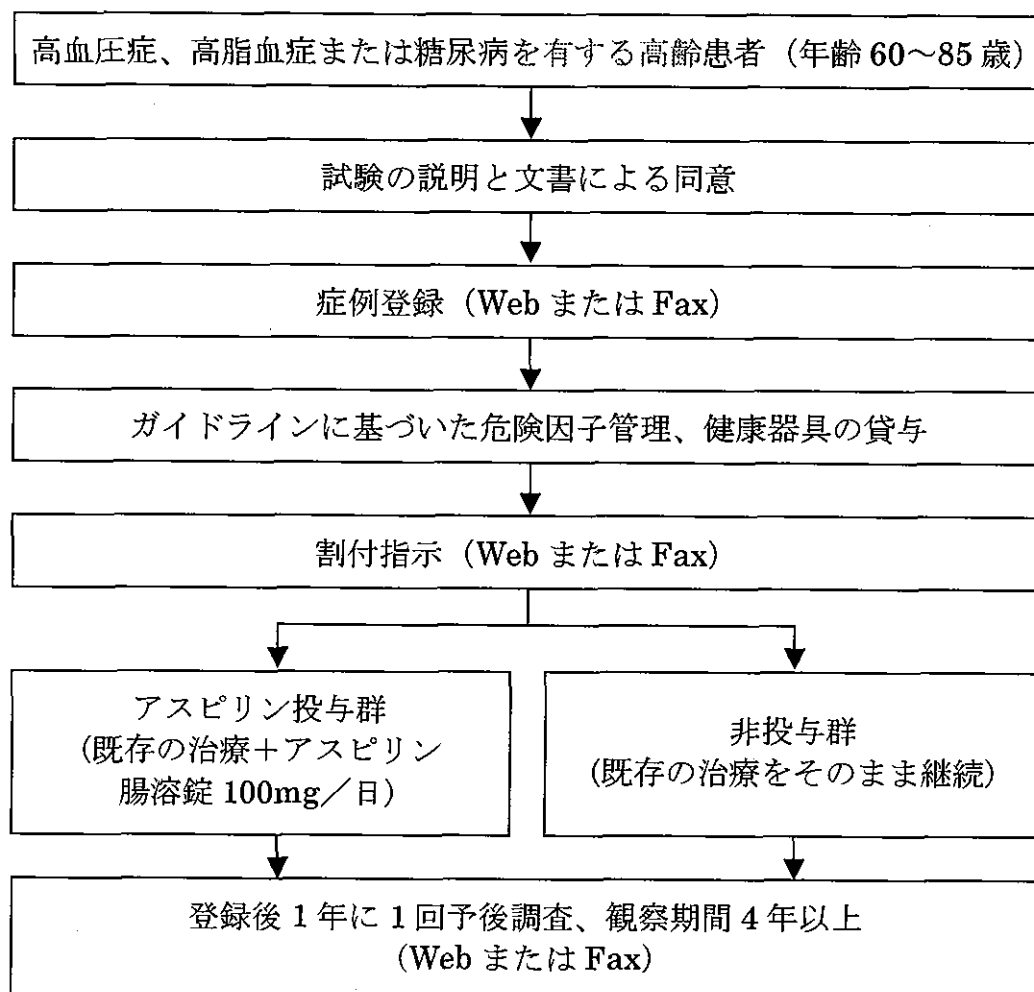 高血圧症、高脂血症または糖尿病を有する高齢患者（年齢 60～85 歳）
試験の説明と文書による同意
症例登録（Web または Fax）
ガイドラインに基づいた危険因子管理、健康器具の貸与
割付指示（Web または Fax）
アスピリン投与群
(既存の治療＋アスピリン
腸溶錠 100mg／日）
非投与群
(既存の治療をそのまま継続)
登録後 1 年に 1 回予後調査、観察期間 4 年以上
(Web または Fax)